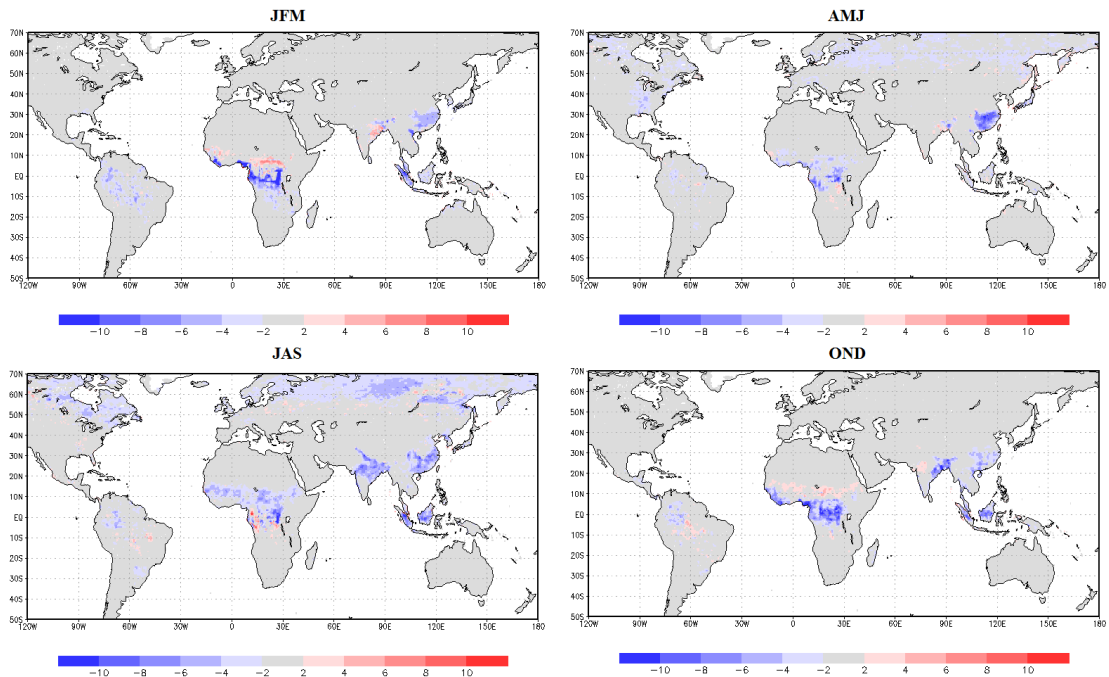 JFM AMJ
70N 70N
60N 60N
50N 50N
40N 40N
30N 30N
20N 20N
10N 10N
EQ EQ
10S 10S
20S 20S
30S 30S
40S 40S
50S 50S
120W 90W 60W 30W 0 30E 60E 90E 120E 150E 180 120W 90W 60W 30W 0 30E 60E 90E 120E 150E 180
-10 -8 -6 -4 -2 2 4 6 8 10 -10 -8 -6 -4 -2 2 4 6 8 10
JAS OND
70N 70N
60N 60N
50N 50N
40N 40N
30N 30N
20N 20N
10N 10N
EQ EQ
10S 10S
20S 20S
30S 30S
40S 40S
50S 50S
120W 90W 60W 30W 0 30E 60E 90E 120E 150E 180 120W 90W 60W 30W 0 30E 60E 90E 120E 150E 180
-10 -8 -6 -4 -2 2 4 6 8 10 -10 -8 -6 -4 -2 2 4 6 8 10